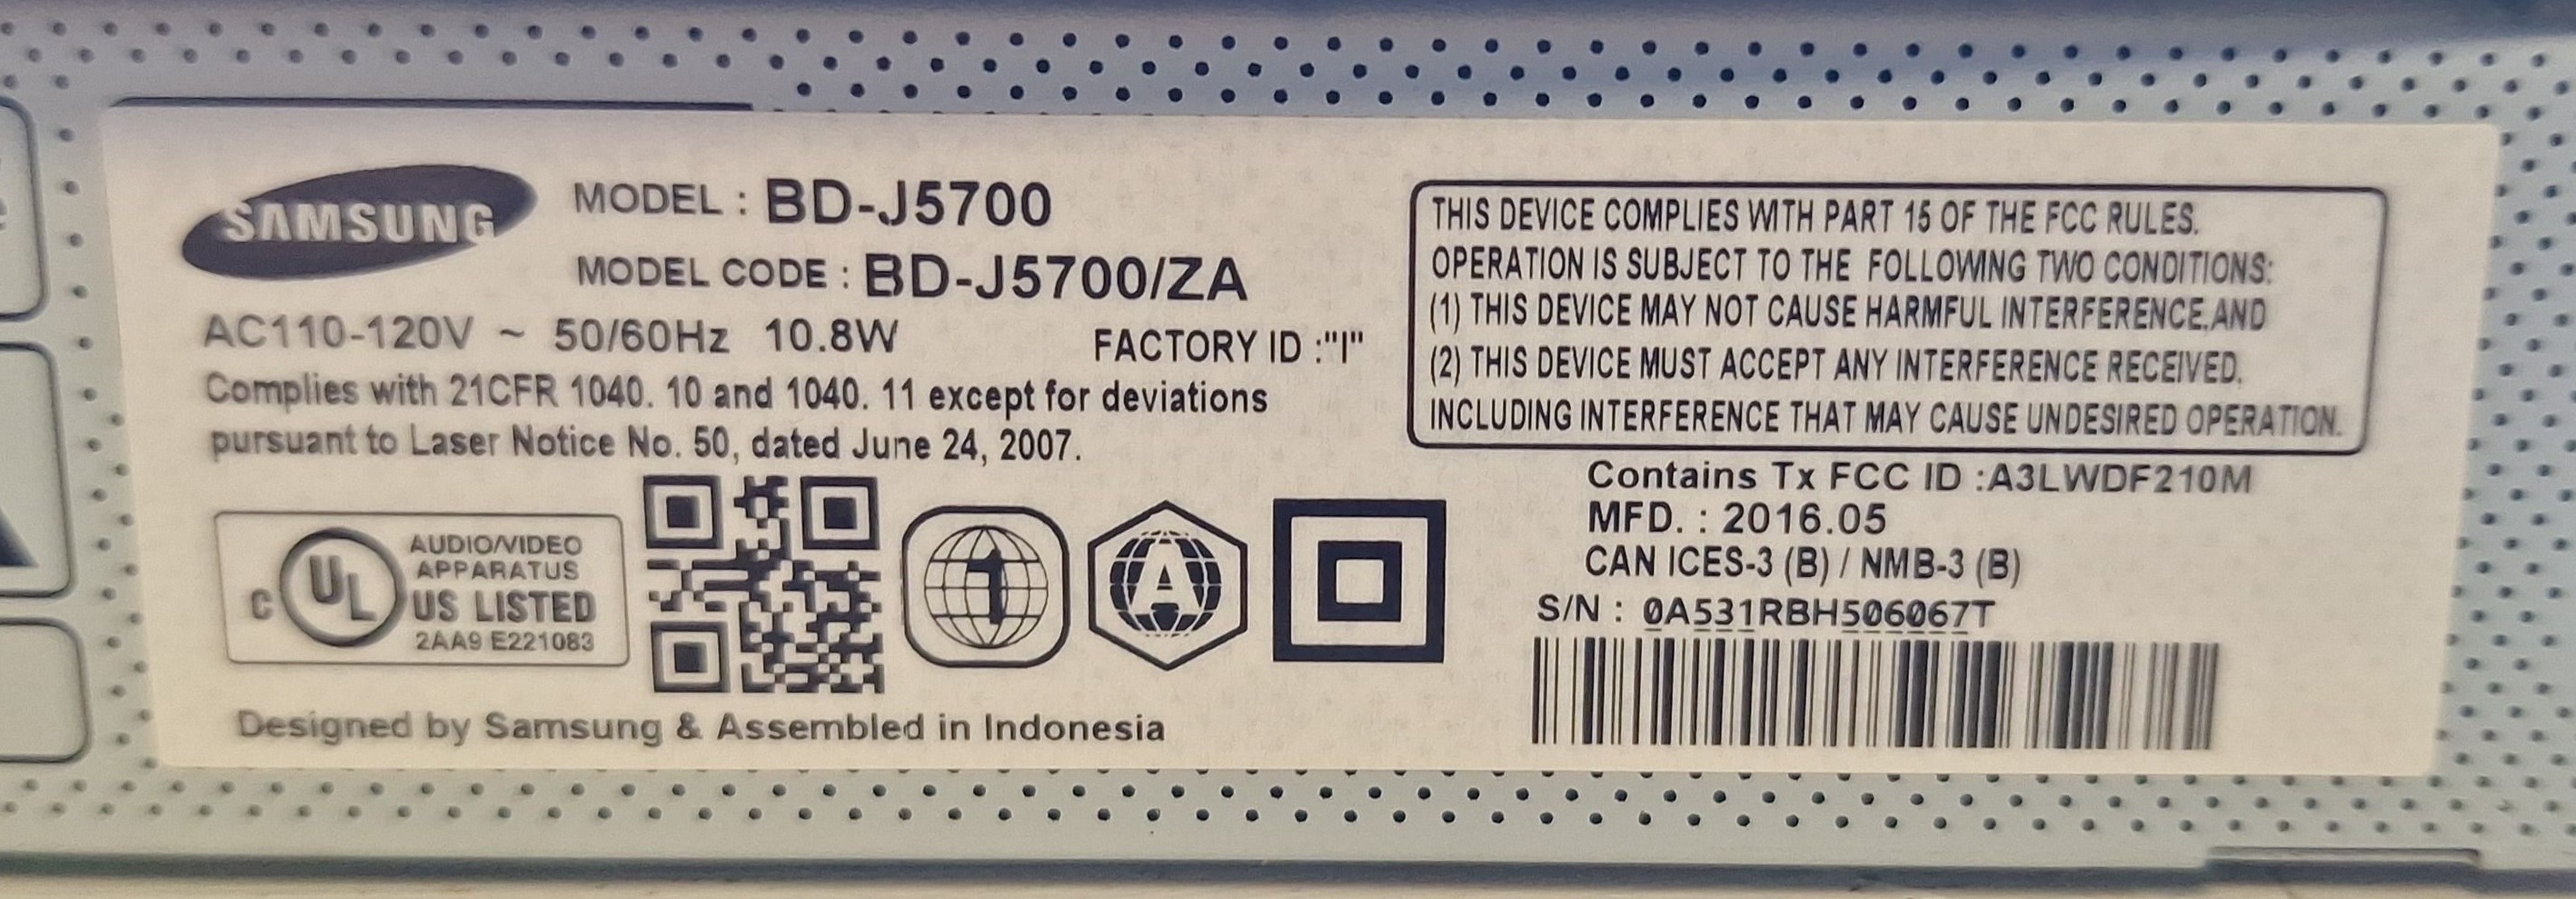 SAMSUNG
MODEL : BD-J5700
MODEL CODE : BD-J5700/ZA
AC110-120V ~ 50/60Hz 10.8W
FACTORY ID :"I"
Complies with 21CFR 1040. 10 and 1040. 11 except for deviations
pursuant to Laser Notice No. 50, dated June 24, 2007.
C UL
AUDIO/VIDEO
APPARATUS
US LISTED
2AA9 E221083
1
A
Designed by Samsung & Assembled in Indonesia
THIS DEVICE COMPLIES WITH PART 15 OF THE FCC RULES.
OPERATION IS SUBJECT TO THE FOLLOWING TWO CONDITIONS:
(1) THIS DEVICE MAY NOT CAUSE HARMFUL INTERFERENCE,AND
(2) THIS DEVICE MUST ACCEPT ANY INTERFERENCE RECEIVED,
INCLUDING INTERFERENCE THAT MAY CAUSE UNDESIRED OPERATION.
Contains Tx FCC ID :A3LWDF210M
MFD. : 2016.05
CAN ICES-3 (B) / NMB-3 (B)
S/N : 0A531RBH506067T